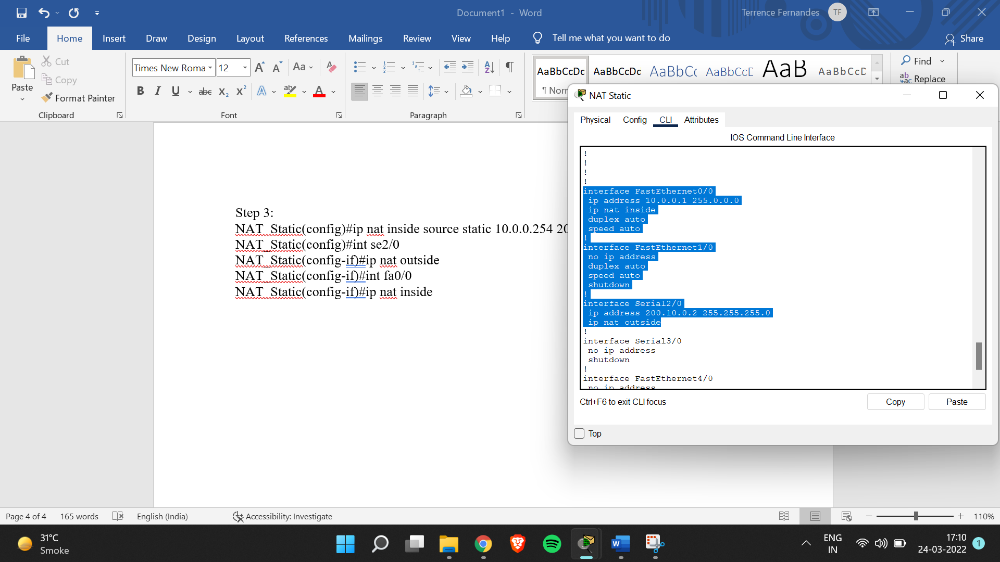 Document1 - Word
Terrence Fernandes
TF
File Home Insert Draw Design Layout References Mailings Review View Help Tell me what you want to do
Share
Paste
Cut
Copy
Format Painter
Clipboard
Times New Roma 12
Aa
B I U abc X2 X2
A A
Font
Paragraph
AaBbCcDc AaBbCcDc AaBbCc AaBbCcD AaB AaBbCcD
¶ Norr
Find
Replace
Step 3:
NAT_Static(config)#ip nat inside source static 10.0.0.254 20
NAT_Static(config)#int se2/0
NAT_Static(config-if)#ip nat outside
NAT_Static(config-if)#int fa0/0
NAT_Static(config-if)#ip nat inside
NAT Static
Physical Config CLI Attributes
IOS Command Line Interface
!
!
!
!
interface FastEthernet0/0
ip address 10.0.0.1 255.0.0.0
ip nat inside
duplex auto
speed auto
!
interface FastEthernet1/0
no ip address
duplex auto
speed auto
shutdown
!
interface Serial2/0
ip address 200.10.0.2 255.255.255.0
ip nat outside
!
interface Serial3/0
no ip address
shutdown
!
interface FastEthernet4/0
no ip address
Ctrl+F6 to exit CLI focus
Copy
Paste
Top
Page 4 of 4 165 words English (India) Accessibility: Investigate
110%
31°C
Smoke
ENG
IN
17:10
24-03-2022
1